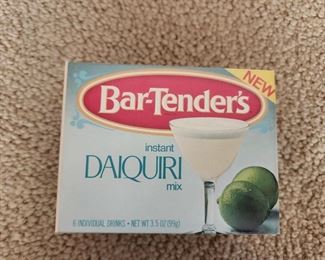 NEW
Bar-Tender's
instant
DAIQUIRI
mix
6 INDIVIDUAL DRINKS • NET WT 3.5 OZ (99g)